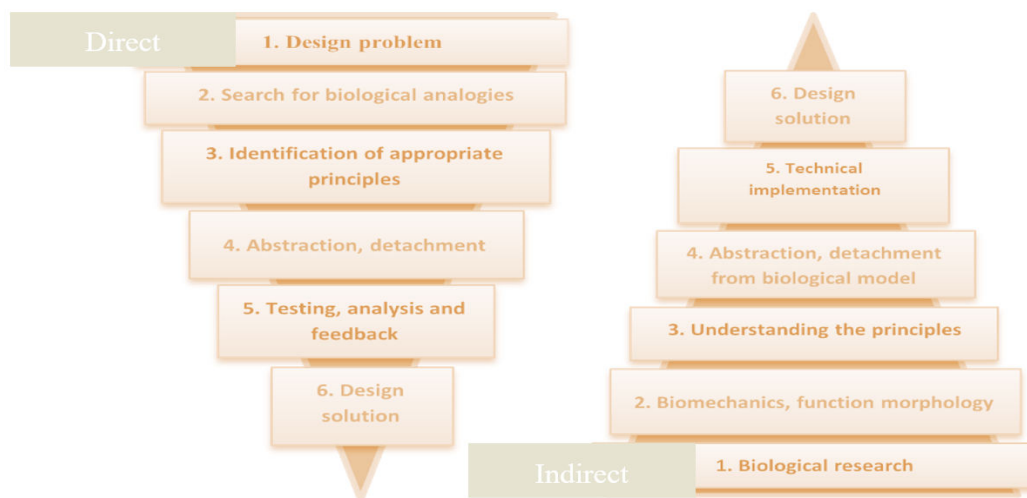 Direct
1. Design problem
2. Search for biological analogies
3. Identification of appropriate
principles
4. Abstraction, detachment
5. Testing, analysis and
feedback
6. Design
solution
6. Design
solution
5. Technical
implementation
4. Abstraction, detachment
from biological model
3. Understanding the principles
2. Biomechanics, function morphology
Indirect
1. Biological research